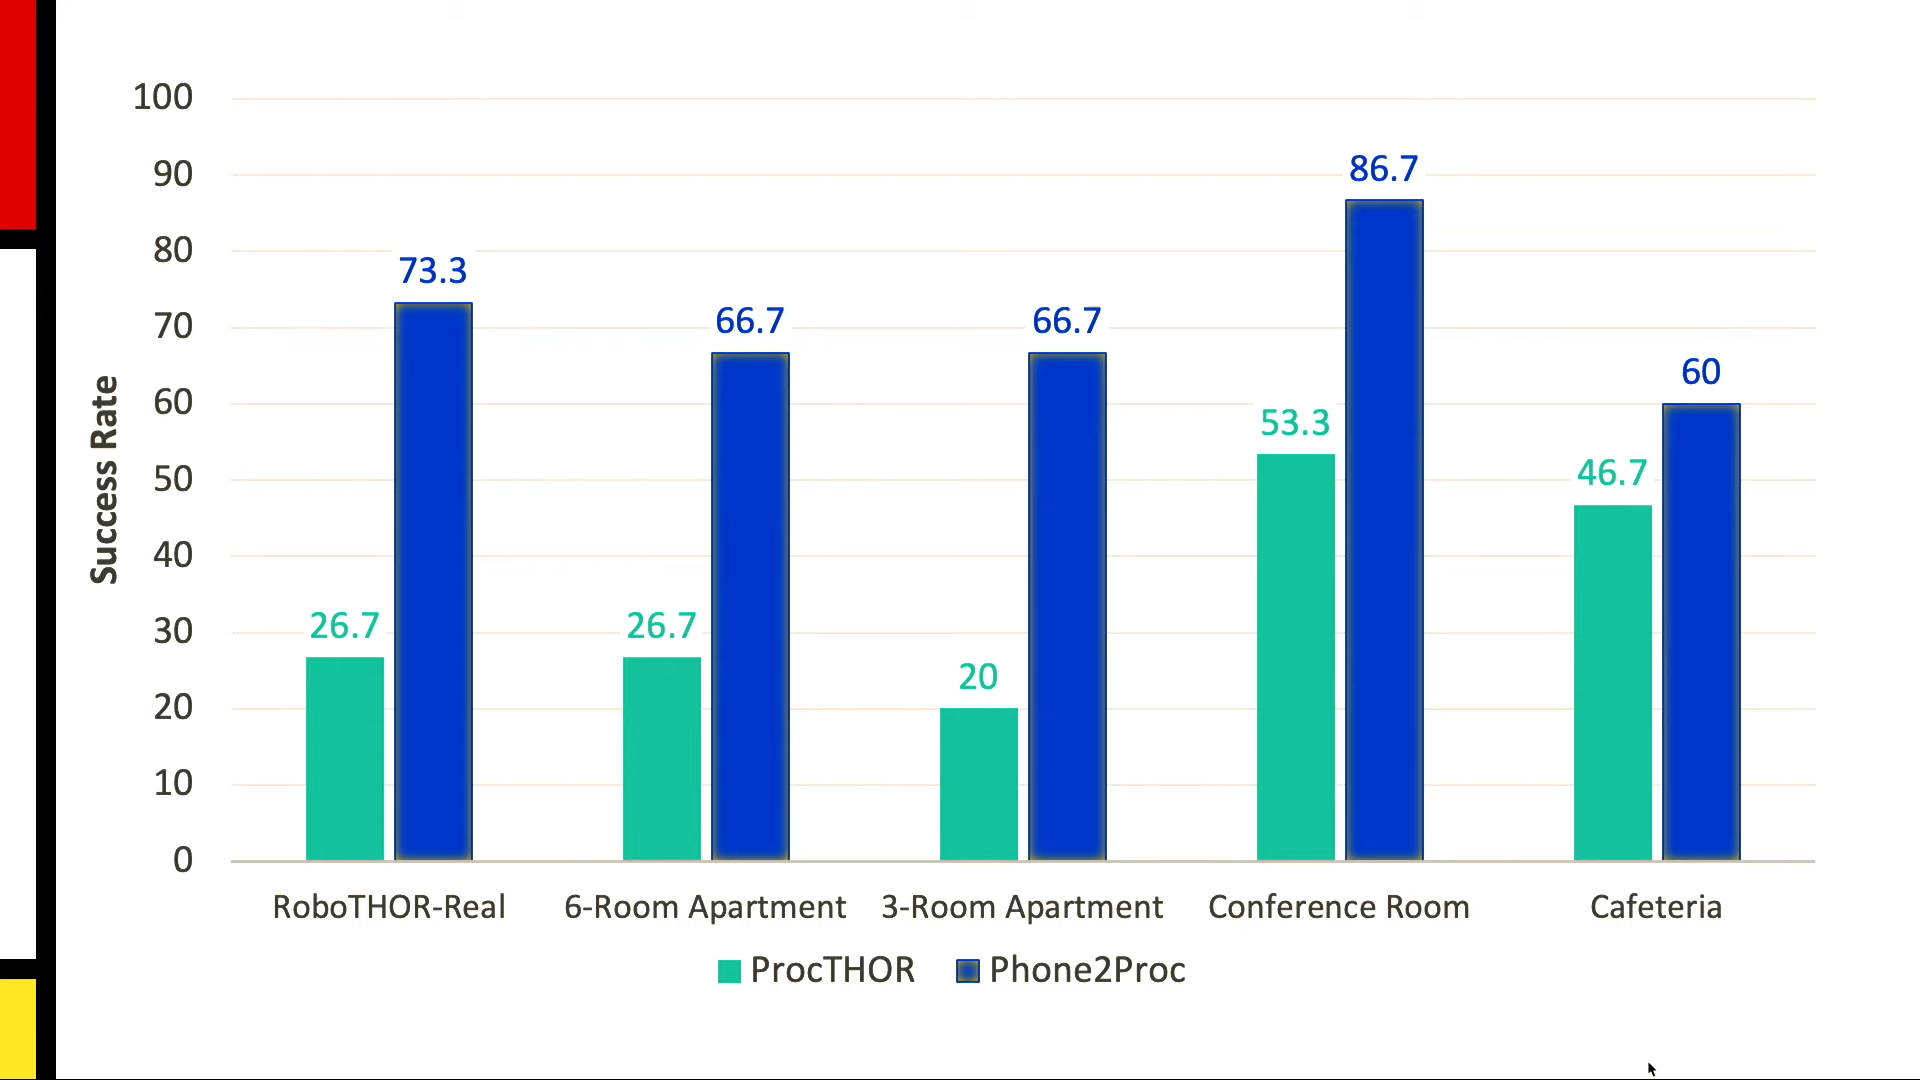 100
90
80
70
60
50
40
30
20
10
0
Success Rate
26.7
73.3
26.7
66.7
20
66.7
53.3
86.7
46.7
60
RoboTHOR-Real
6-Room Apartment
3-Room Apartment
Conference Room
Cafeteria
ProcTHOR
Phone2Proc